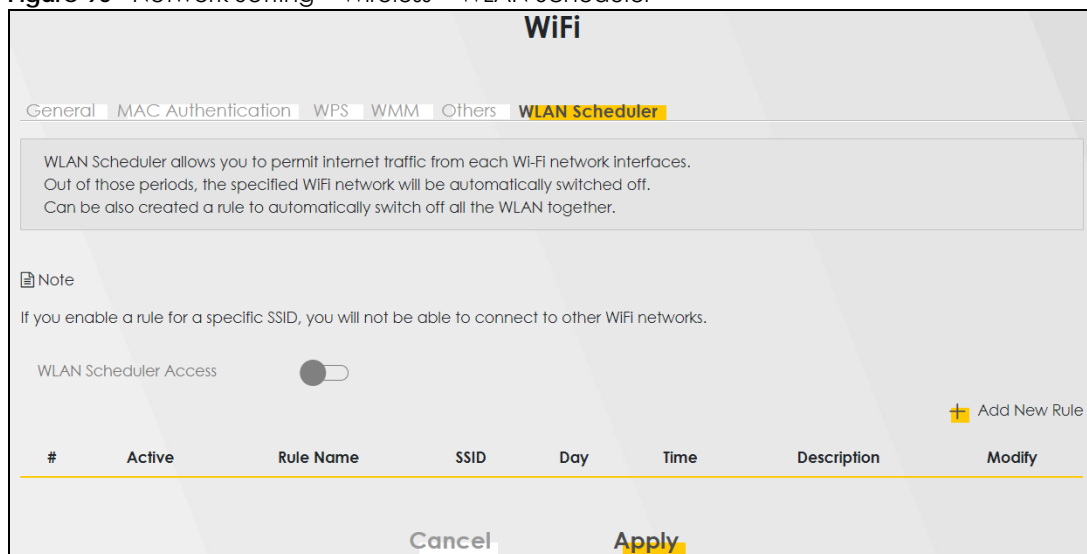 WiFi
General MAC Authentication WPS WMM Others WLAN Scheduler
WLAN Scheduler allows you to permit internet traffic from each Wi-Fi network interfaces.
Out of those periods, the specified WiFi network will be automatically switched off.
Can be also created a rule to automatically switch off all the WLAN together.
Note
If you enable a rule for a specific SSID, you will not be able to connect to other WiFi networks.
WLAN Scheduler Access
+ Add New Rule
# Active Rule Name SSID Day Time Description Modify
Cancel Apply